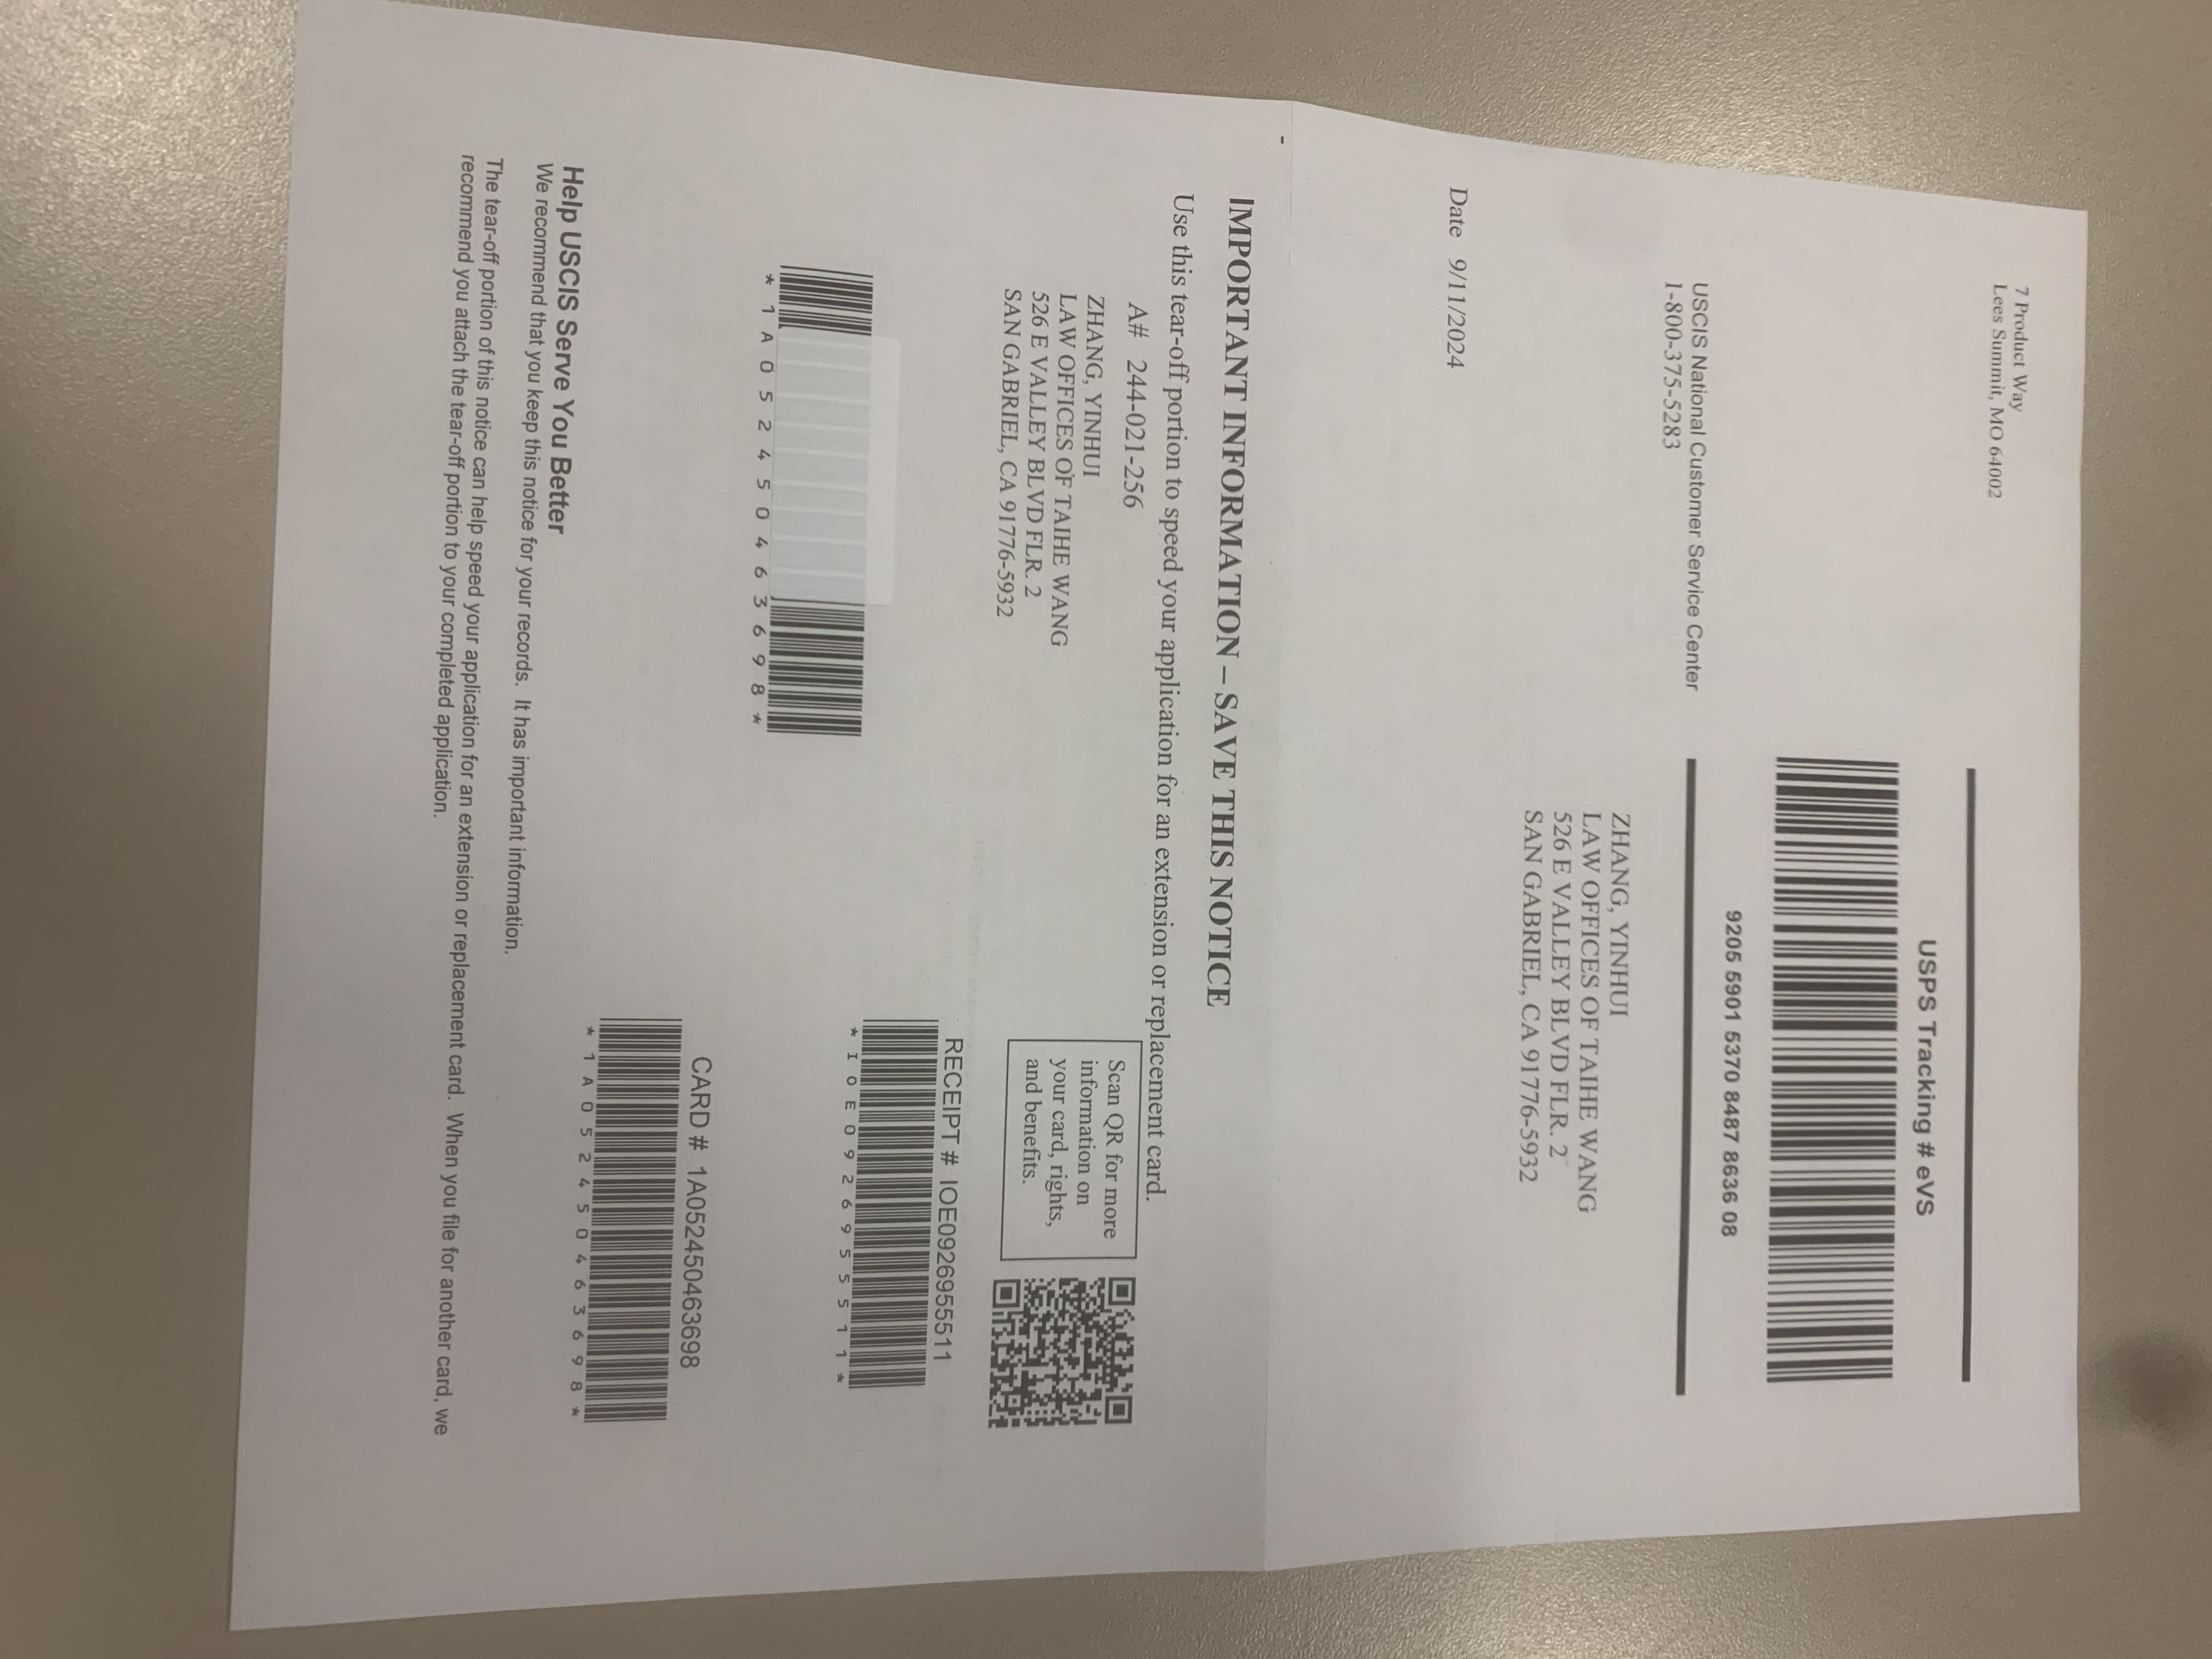 7 Product Way
Lees Summit, MO 64002
USPS Tracking # eVS
9205 5901 5370 8487 8636 08
USCIS National Customer Service Center
1-800-375-5283
ZHANG, YINHUI
LAW OFFICES OF TAIHE WANG
526 E VALLEY BLVD FLR. 2
SAN GABRIEL, CA 91776-5932
Date 9/11/2024
IMPORTANT INFORMATION – SAVE THIS NOTICE
Use this tear-off portion to speed your application for an extension or replacement card.
A# 244-021-256
ZHANG, YINHUI
LAW OFFICES OF TAIHE WANG
526 E VALLEY BLVD FLR. 2
SAN GABRIEL, CA 91776-5932
Scan QR for more
information on
your card, rights,
and benefits.
RECEIPT # IOE0926955511
* I O E 0 9 2 6 9 5 5 5 1 1 *
* 1 A 0 5 2 4 5 0 4 6 3 6 9 8 *
CARD # 1A052450463698
* 1 A 0 5 2 4 5 0 4 6 3 6 9 8 *
Help USCIS Serve You Better
We recommend that you keep this notice for your records. It has important information.
The tear-off portion of this notice can help speed your application for an extension or replacement card. When you file for another card, we
recommend you attach the tear-off portion to your completed application.